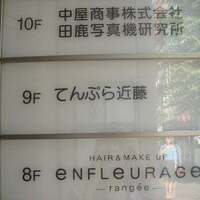 10F 中屋商事株式会社
田鹿写真機研究所
9F てんぷら近藤
HAIR & MAKE UP
8F ENFLEURAGE
— rangée —